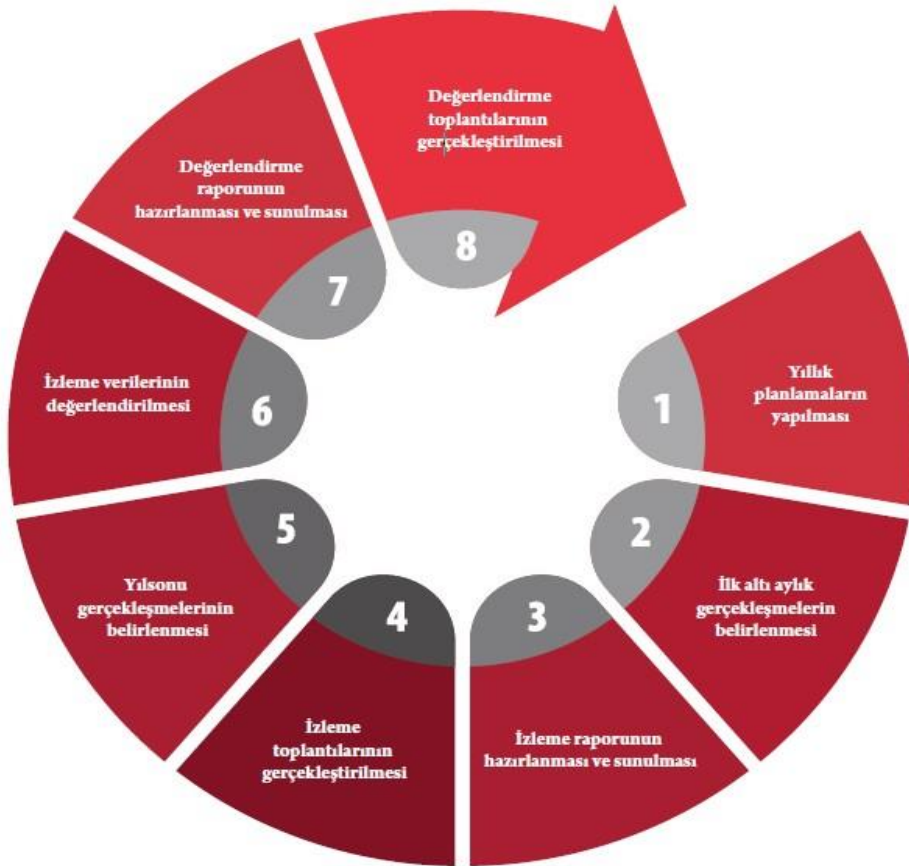 1
Yıllık
planlamaların
yapılması
2
İlk altı aylık
gerçekleşmelerin
belirlenmesi
3
İzleme raporunun
hazırlanması ve sunulması
4
İzleme
toplantılarının
gerçekleştirilmesi
5
Yılsonu
gerçekleşmelerinin
belirlenmesi
6
İzleme verilerinin
değerlendirilmesi
7
Değerlendirme
raporunun
hazırlanması ve sunulması
8
Değerlendirme
toplantılarının
gerçekleştirilmesi